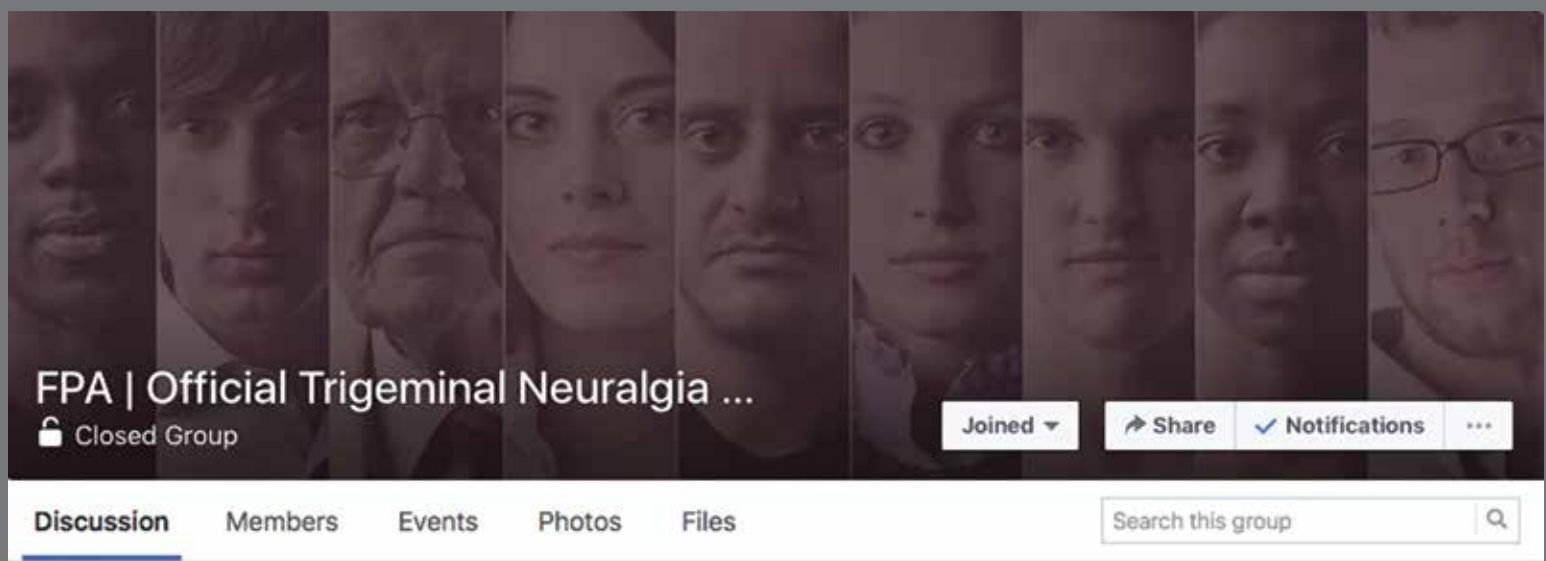 FPA | Official Trigeminal Neuralgia ...
Closed Group
Joined
Share
Notifications
...
Discussion Members Events Photos Files
Search this group